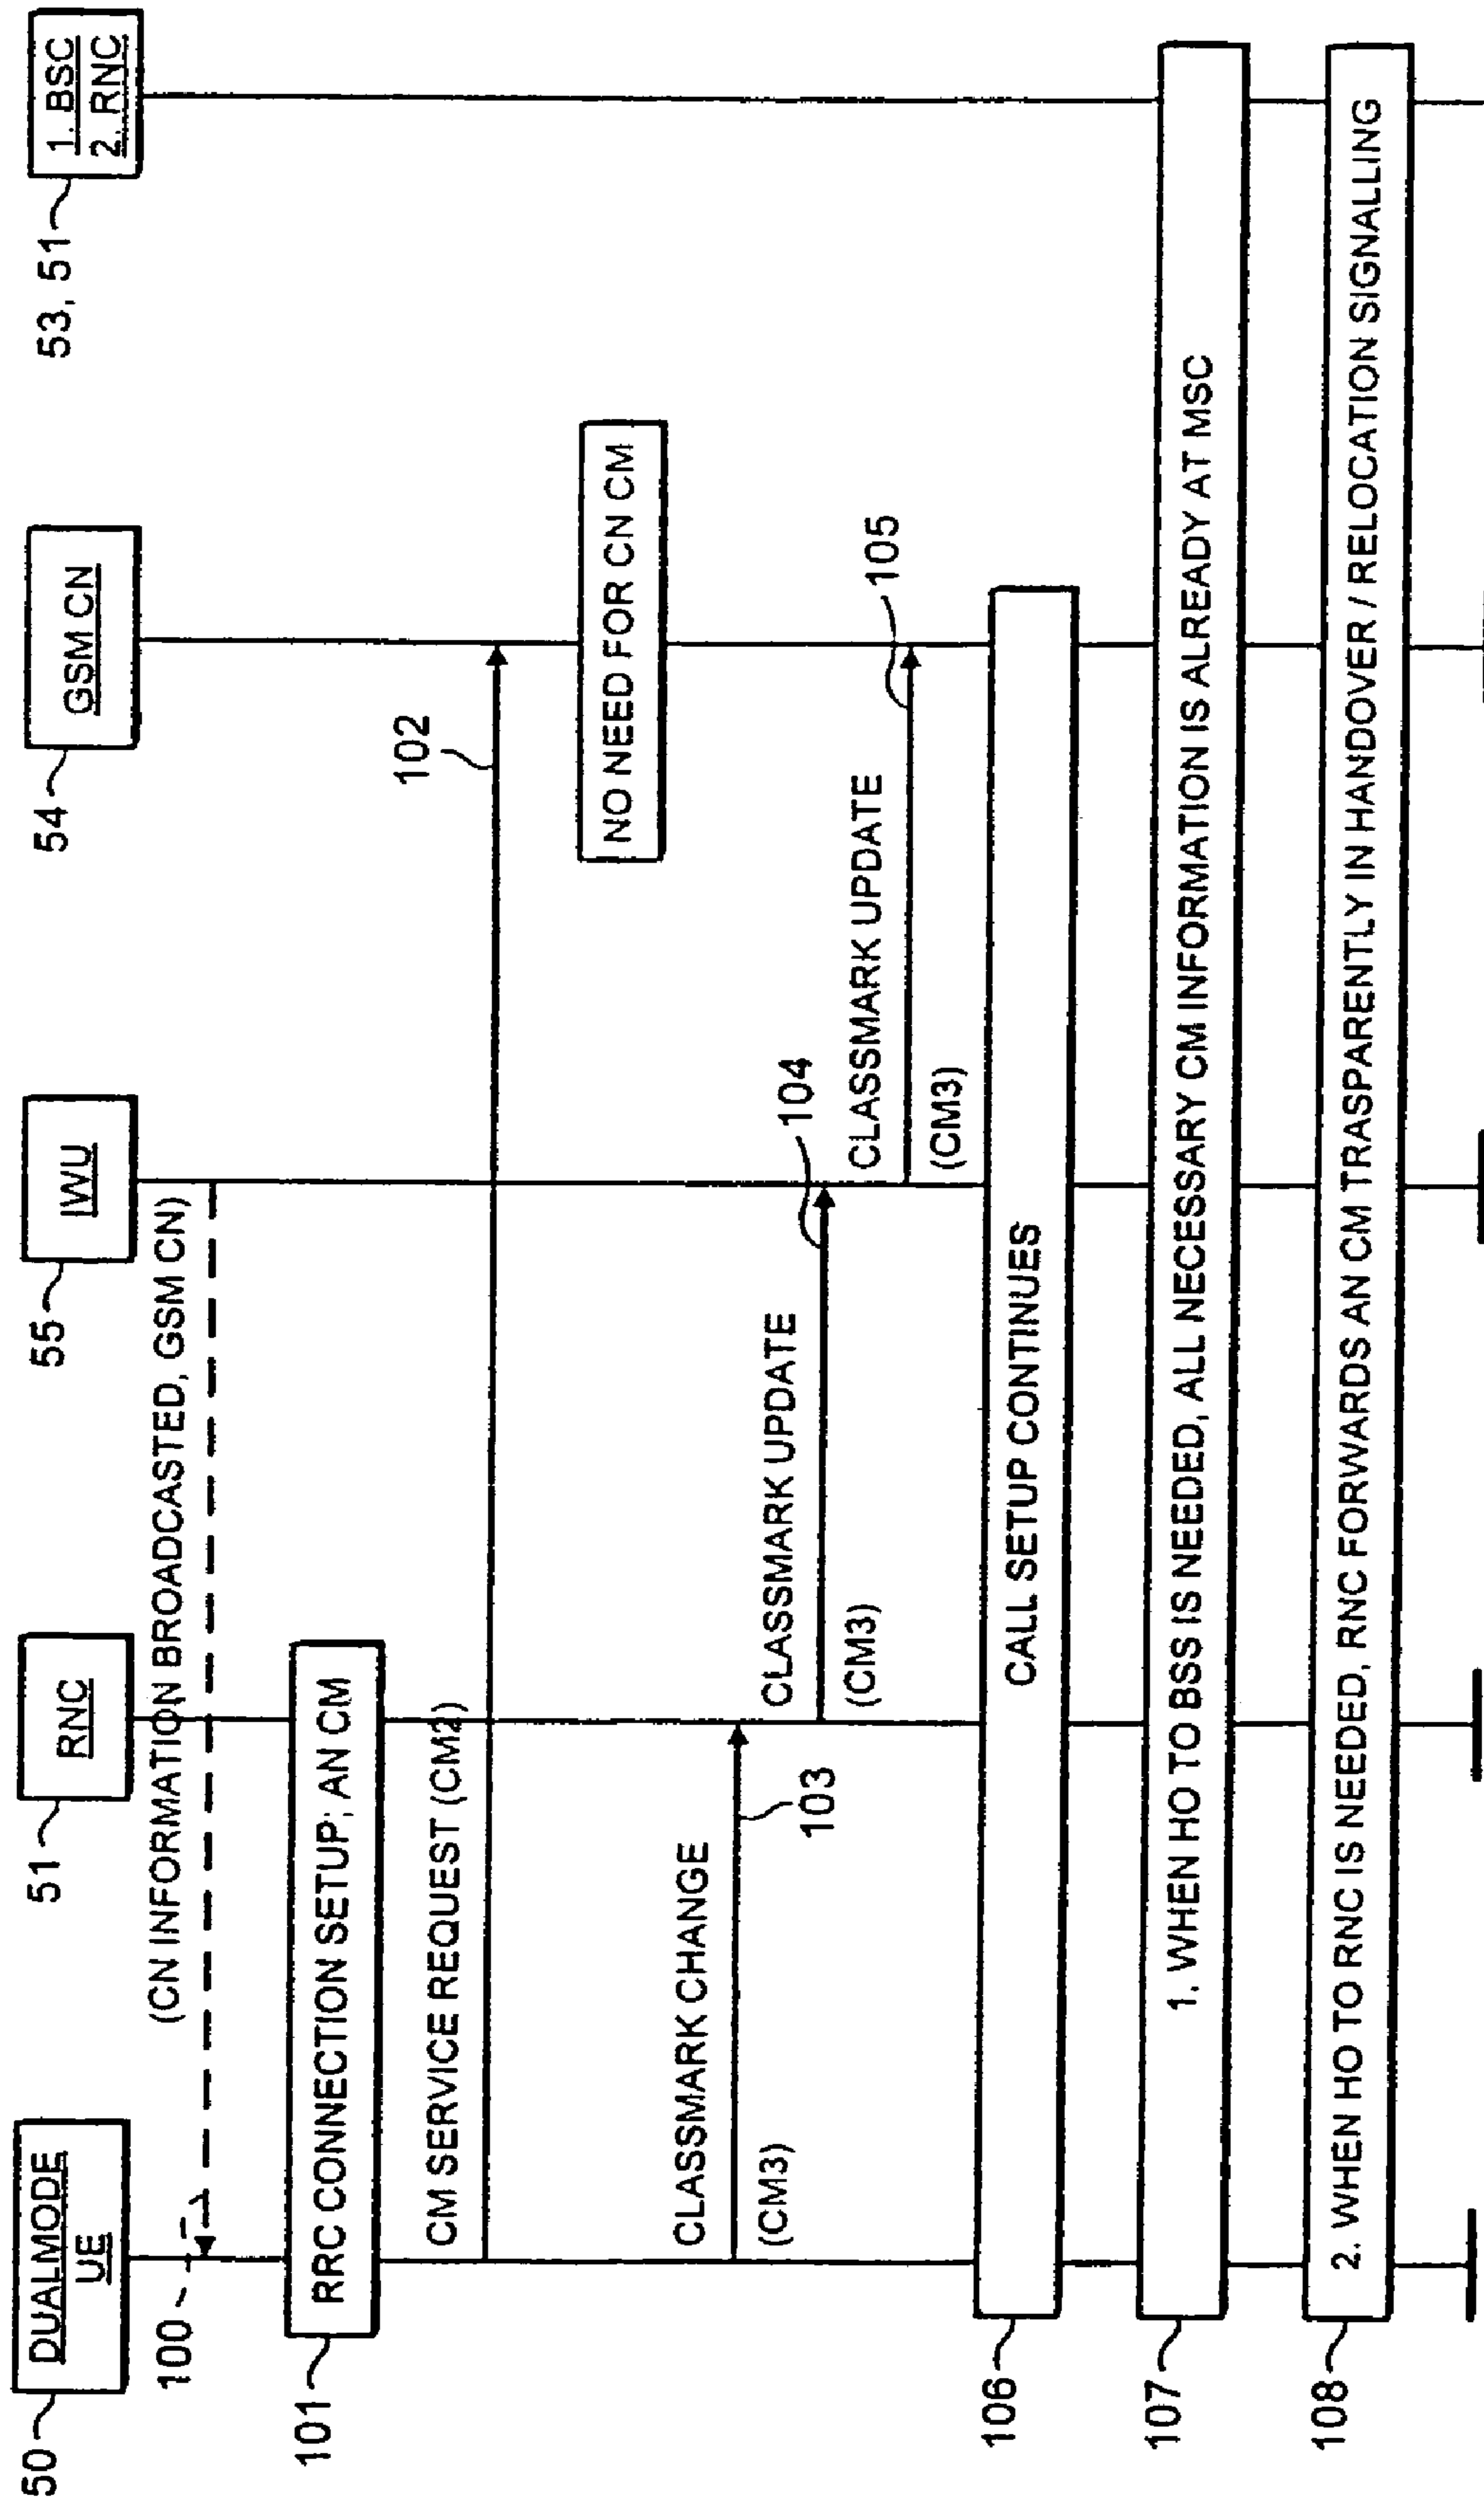 DUALMODE
UE
RNC
IWU
GSM CN
1. BSC
2. RNC
50
51
55
54
53, 51
(CN INFORMATION BROADCASTED, GSM CN)
100
RRC CONNECTION SETUP; AN CM
101
102
CM SERVICE REQUEST (CM2)
NO NEED FOR CN CM
CLASSMARK CHANGE
(CM3)
103
CLASSMARK UPDATE
(CM3)
104
CLASSMARK UPDATE
(CM3)
105
CALL SETUP CONTINUES
106
1. WHEN HO TO BSS IS NEEDED, ALL NECESSARY CM INFORMATION IS ALREADY AT MSC
107
2. WHEN HO TO RNC IS NEEDED, RNC FORWARDS AN CM TRASPARENTLY IN HANDOVER / RELOCATION SIGNALLING
108